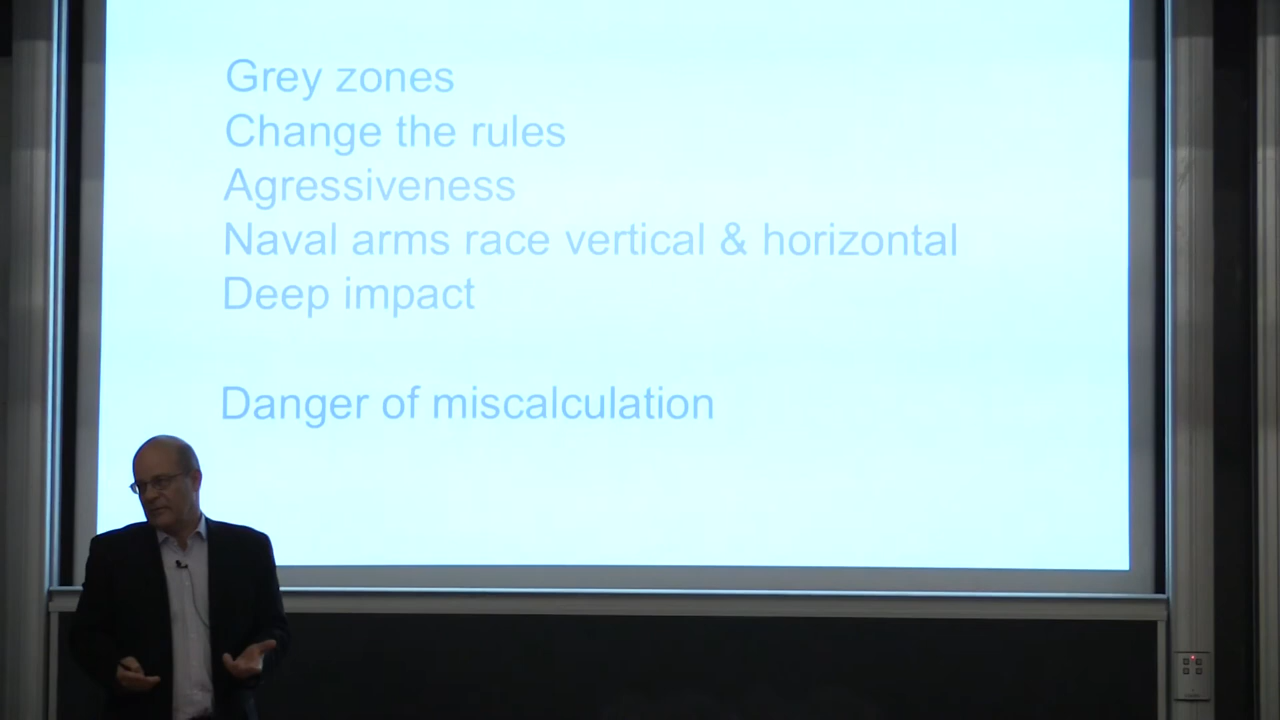 Grey zones
Change the rules
Agressiveness
Naval arms race vertical & horizontal
Deep impact
Danger of miscalculation